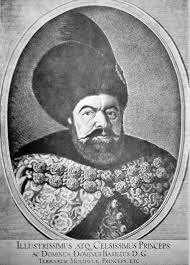 ILLUSTRISSIMUS ATQ CELSISSIMUS PRINCEPS
AC DOMINUS DOMINUS BASILIUS D. G.
TERRARUM MOLDAVIÆ PRINCEPS. ETC.